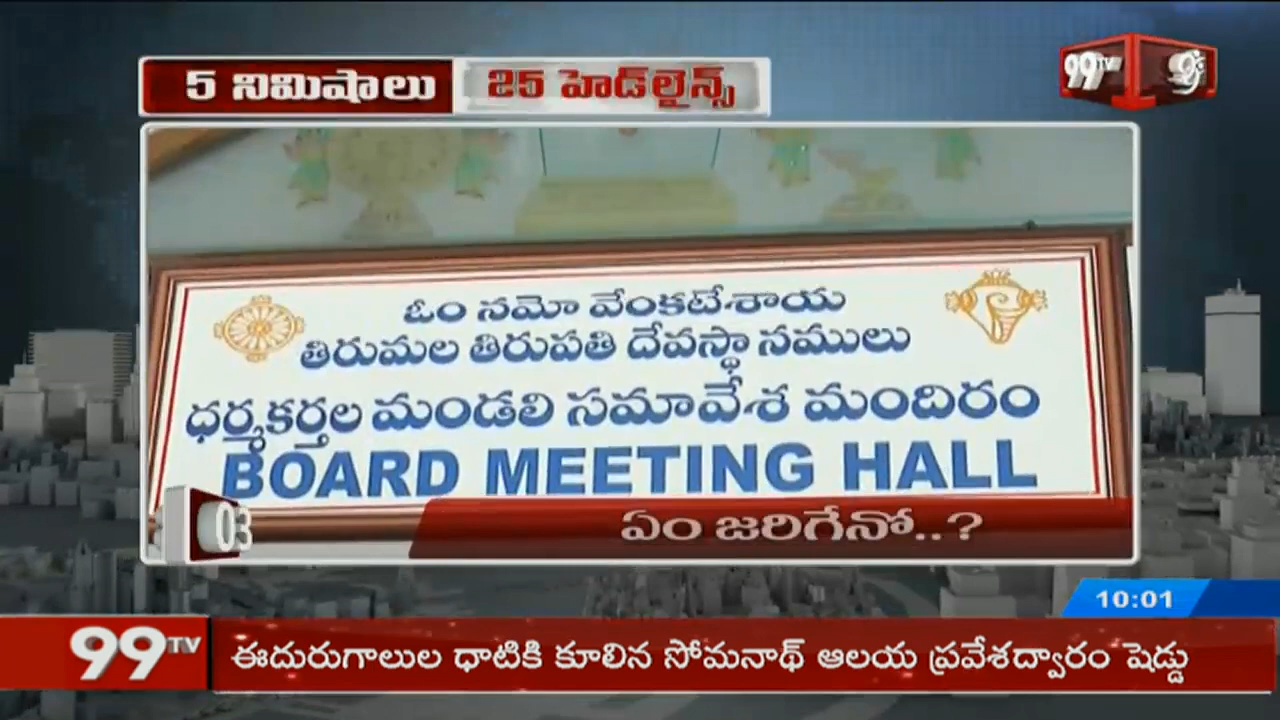 5 నిమిషాలు 25 హెడ్‌లైన్స్
99TV
ఓం నమో వేంకటేశాయ
తిరుమల తిరుపతి దేవస్థానములు
ధర్మకర్తల మండలి సమావేశ మందిరం
BOARD MEETING HALL
03
ఏం జరిగేనో..?
10:01
99TV
ఈదురుగాలుల ధాటికి కూలిన సోమనాథ్ ఆలయ ప్రవేశద్వారం షెడ్డు